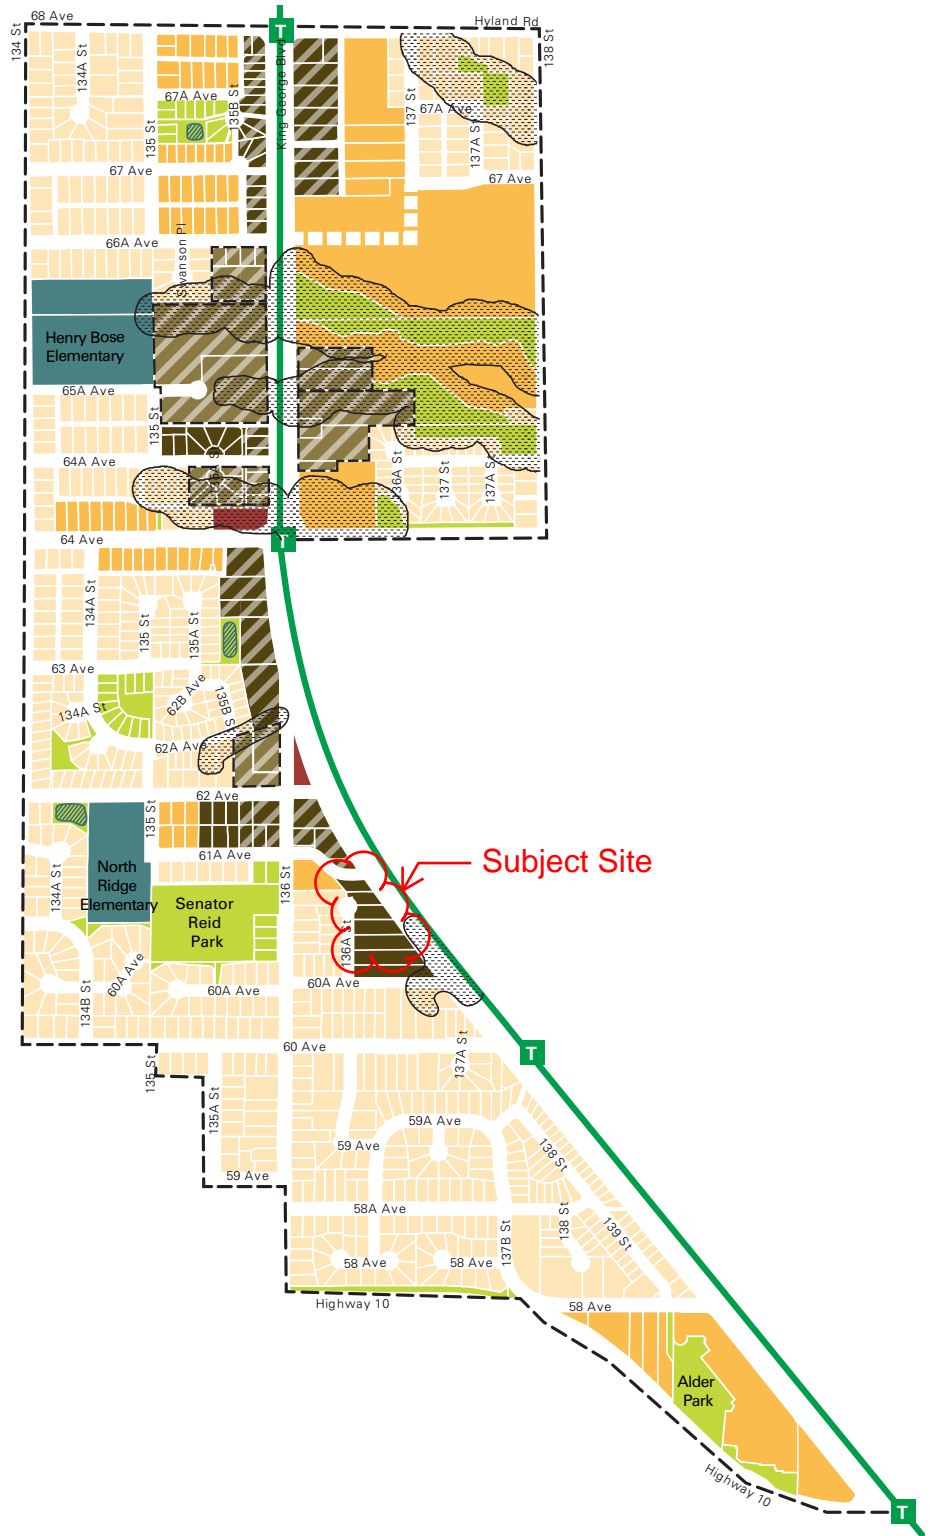 68 Ave
Hyland Rd
134 St
138 St
T
134A St
King George Blvd
67A Ave
135B St
137 St
67A Ave
135 St
137A St
67 Ave
67 Ave
66A Ave
Swanson Pl
Henry Bose
Elementary
65A Ave
135 St
64A Ave
135A St
136A St
137 St
137A St
64 Ave
T
134A St
135 St
135A St
63 Ave
62B Ave
135B S
134A St
62A Ave
62 Ave
135 St
61A Ave
Subject Site
134A St
North
Ridge
Elementary
136 St
Senator
Reid
Park
136A St
60A Ave
60A Ave
60A Ave
134B St
60 Ave
T
137A St
135 St
135A St
59A Ave
59 Ave
138 St
59 Ave
58A Ave
137B St
138 St
139 St
58 Ave
58 Ave
Highway 10
58 Ave
Alder
Park
Highway 10
T